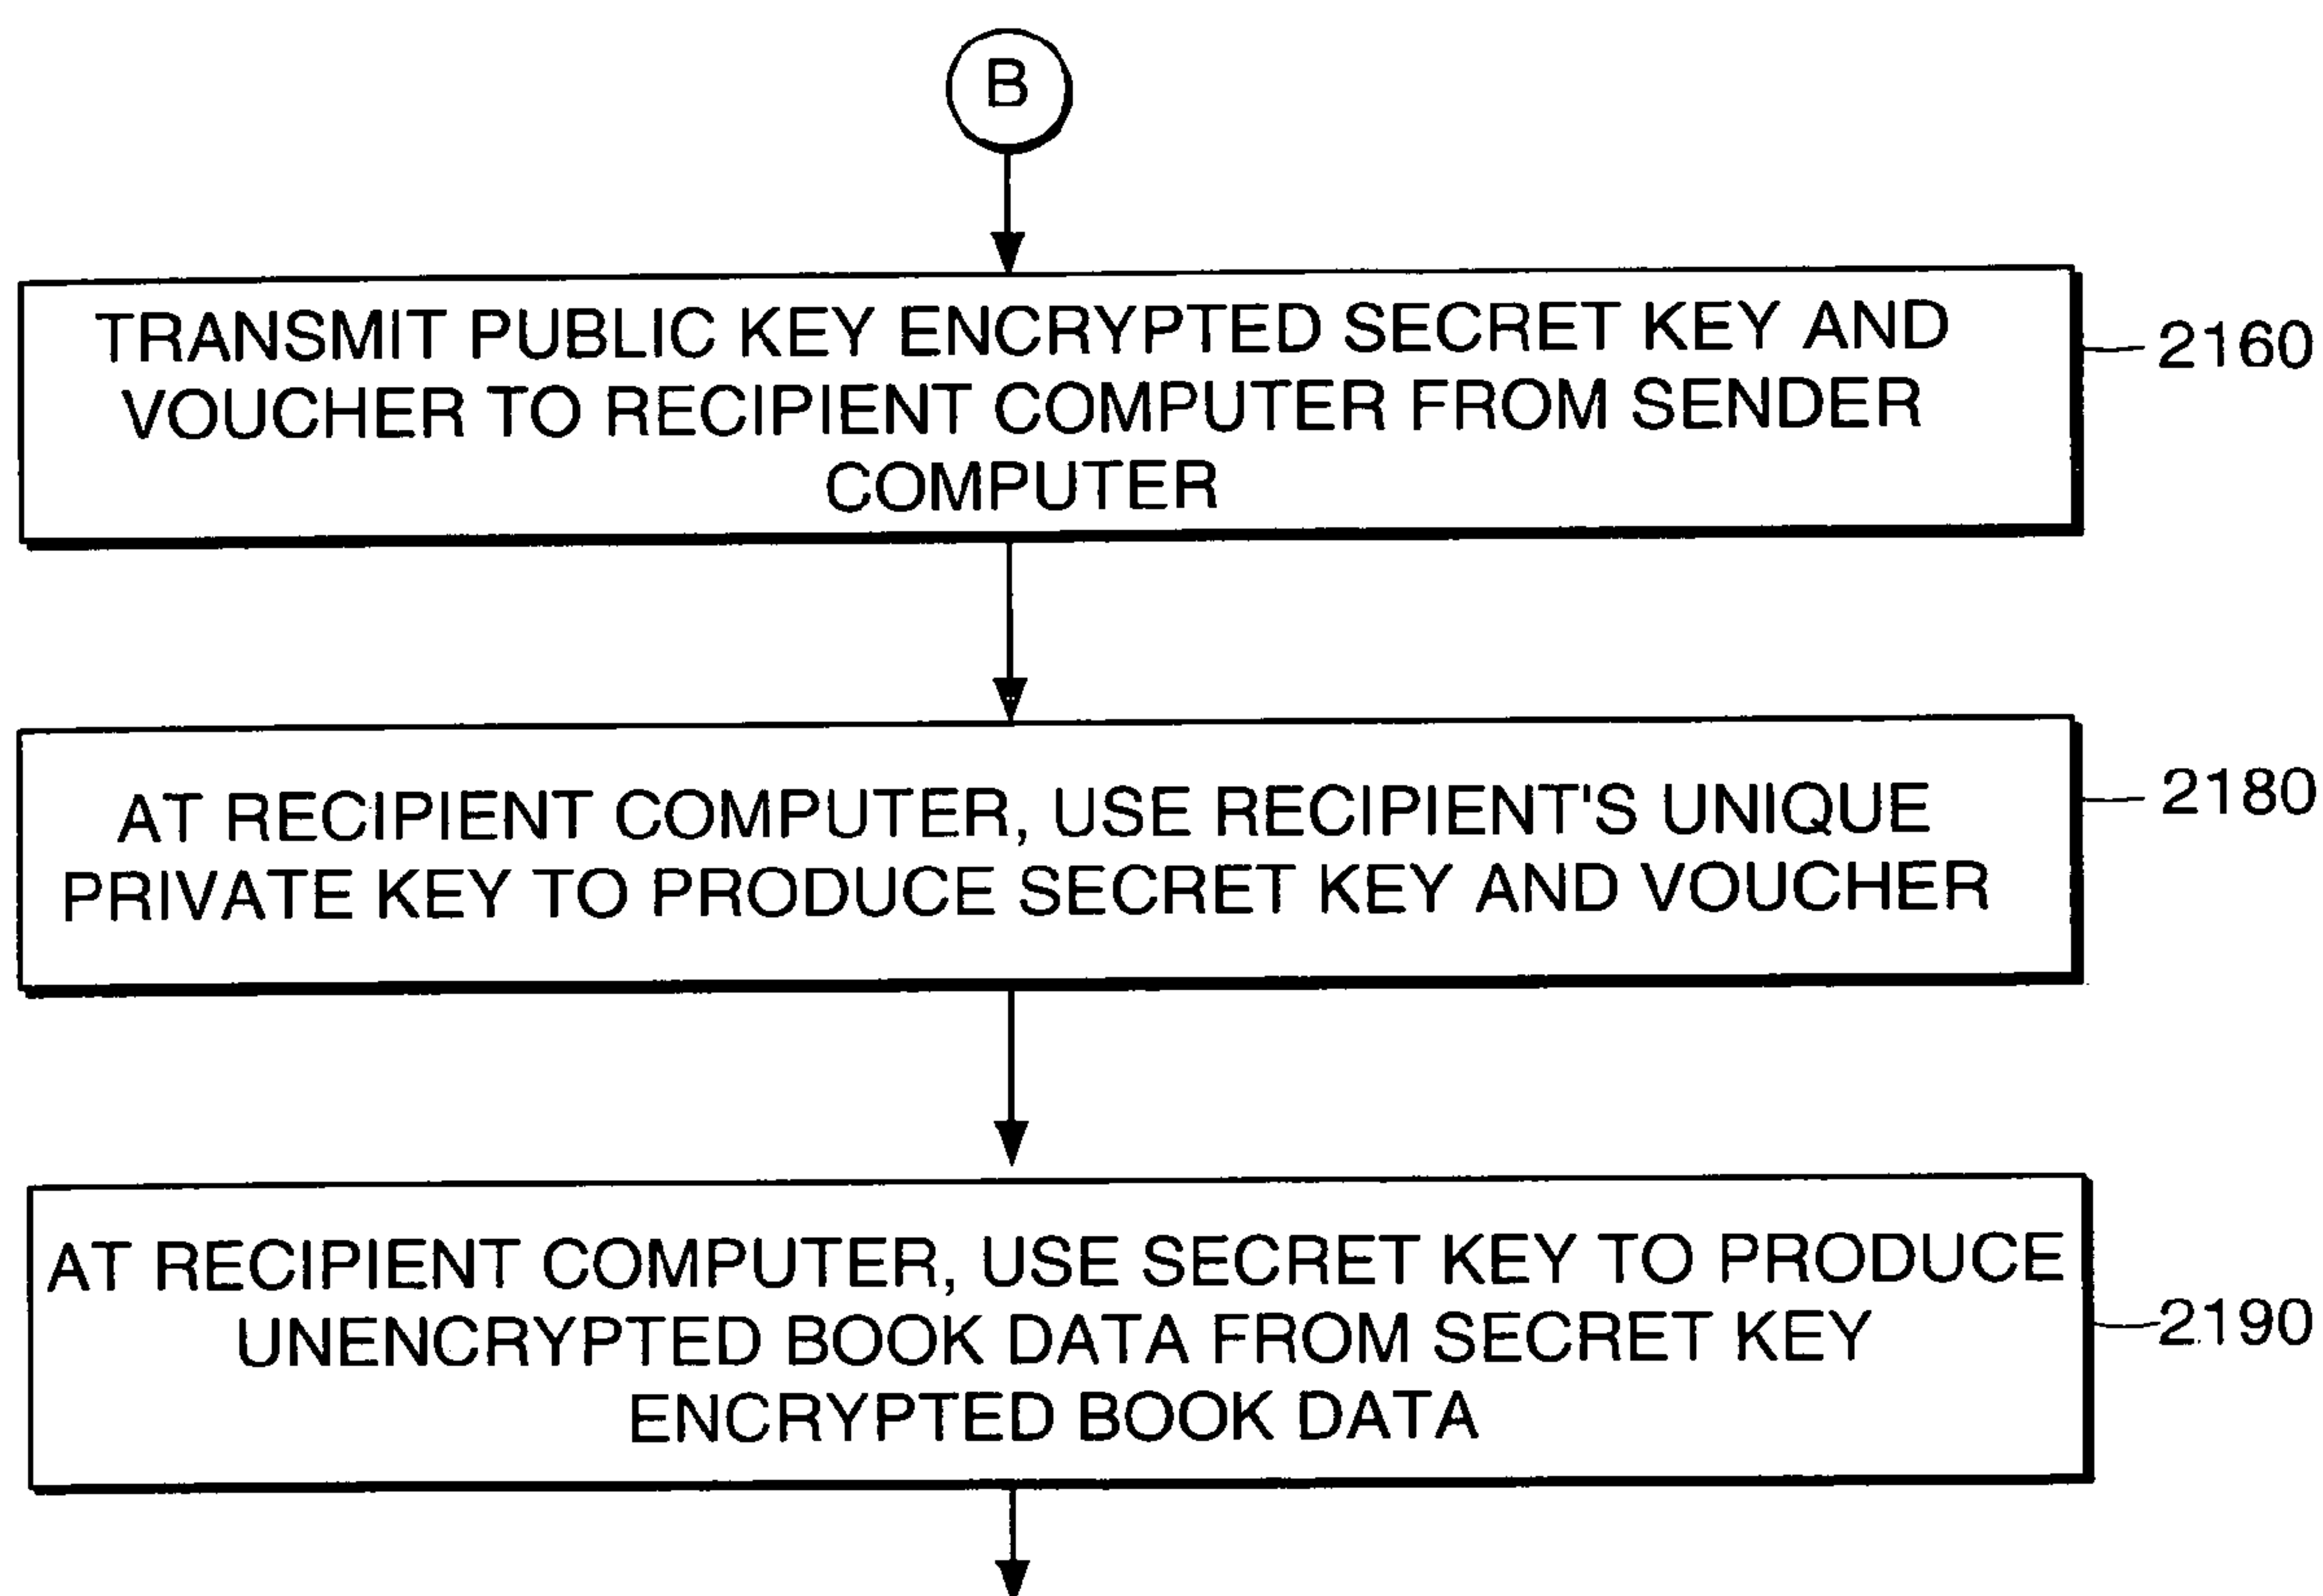 B
TRANSMIT PUBLIC KEY ENCRYPTED SECRET KEY AND
VOUCHER TO RECIPIENT COMPUTER FROM SENDER
COMPUTER
2160
AT RECIPIENT COMPUTER, USE RECIPIENT'S UNIQUE
PRIVATE KEY TO PRODUCE SECRET KEY AND VOUCHER
2180
AT RECIPIENT COMPUTER, USE SECRET KEY TO PRODUCE
UNENCRYPTED BOOK DATA FROM SECRET KEY
ENCRYPTED BOOK DATA
2190